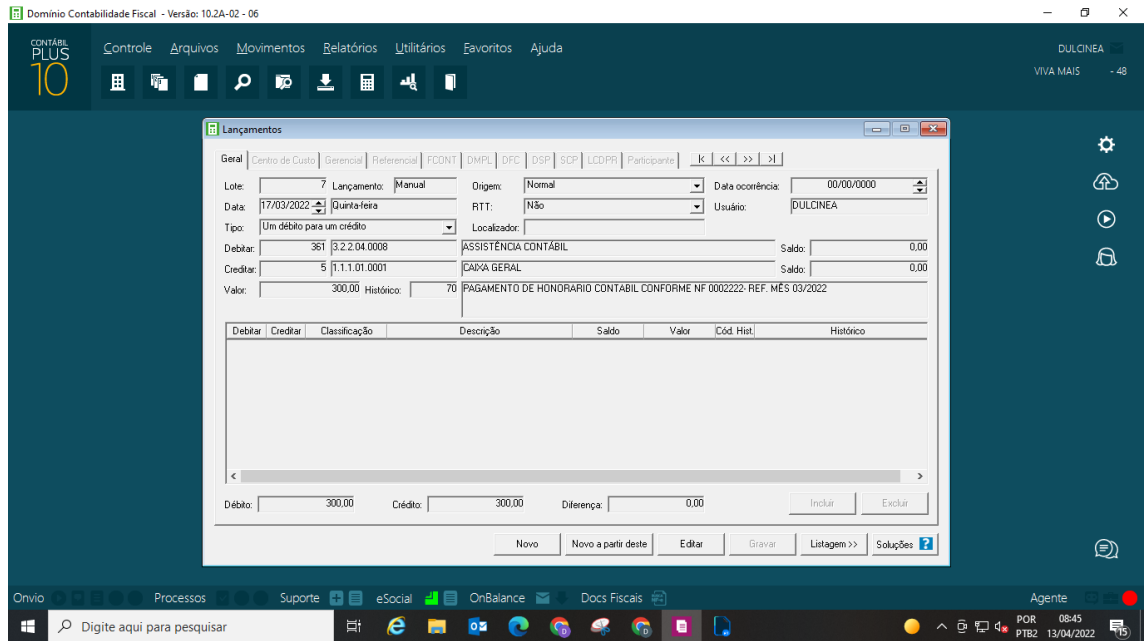 Domínio Contabilidade Fiscal - Versão: 10.2A-02 - 06
CONTÁBIL
PLUS
10
Controle Arquivos Movimentos Relatórios Utilitários Favoritos Ajuda
DULCINEA
VIVA MAIS - 48
Lançamentos
Geral Centro de Custo Gerencial Referencial FCONT DMPL DFC DSP SCP LCDPR Participante K << >> >|
Lote: 7 Lançamento: Manual Origem: Normal Data ocorrência: 00/00/0000
Data: 17/03/2022 Quinta-feira RTT: Não Usuário: DULCINEA
Tipo: Um débito para um crédito Localizador:
Debitar: 361 3.2.2.04.0008 ASSISTÊNCIA CONTÁBIL Saldo: 0,00
Creditar: 5 1.1.1.01.0001 CAIXA GERAL Saldo: 0,00
Valor: 300,00 Histórico: 70 PAGAMENTO DE HONORARIO CONTABIL CONFORME NF 0002222- REF. MÊS 03/2022
Debitar Creditar Classificação Descrição Saldo Valor Cód. Hist. Histórico
Débito: 300,00 Crédito: 300,00 Diferença: 0,00 Incluir Excluir
Novo Novo a partir deste Editar Gravar Listagem >> Soluções ?
Onvio Processos Suporte eSocial OnBalance Docs Fiscais Agente
Digite aqui para pesquisar
POR
PTB2
08:45
13/04/2022
15